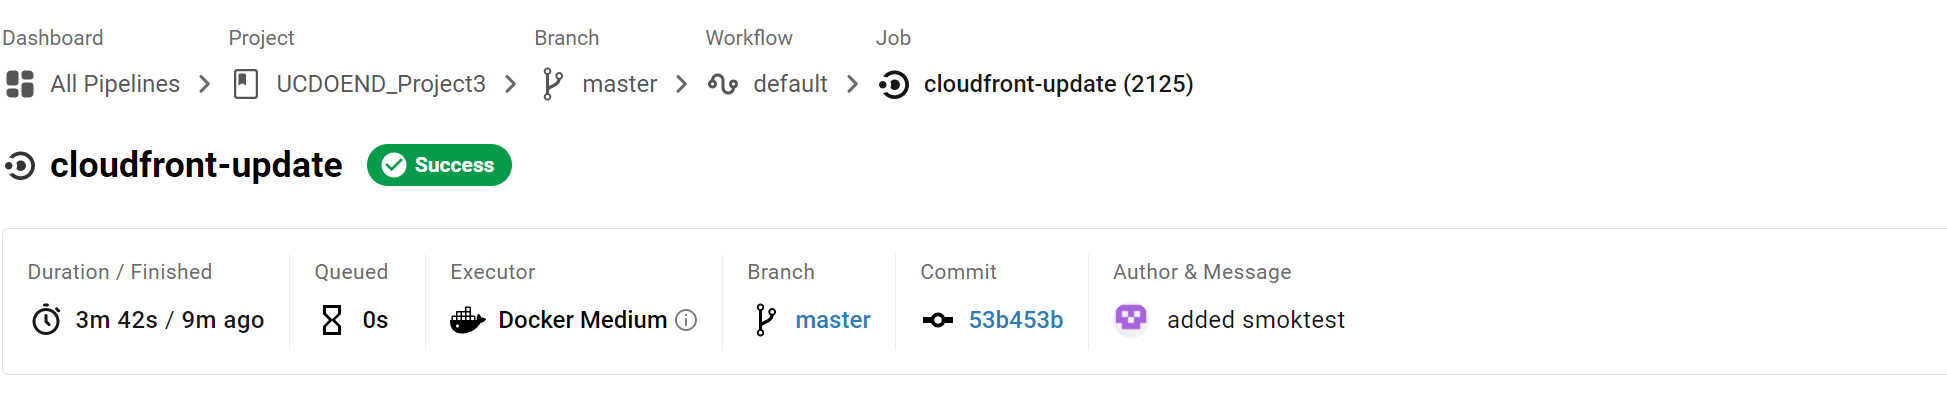 Dashboard Project Branch Workflow Job
All Pipelines UCDOEND_Project3 master default cloudfront-update (2125)
cloudfront-update Success
Duration / Finished Queued Executor Branch Commit Author & Message
3m 42s / 9m ago 0s Docker Medium master 53b453b added smoktest